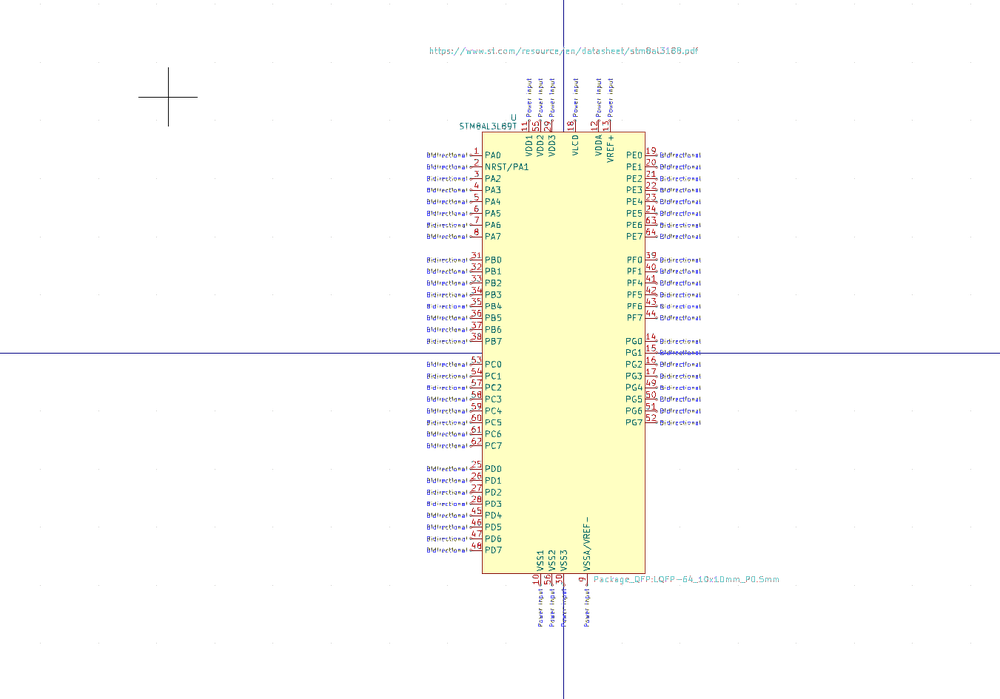 https://www.st.com/resource/en/datasheet/stm8al3188.pdf
Power input Power input Power input Power input Power input Power input
11 55 29 18 12 13
U
STM8AL3L89T
VDD1 VDD2 VDD3 VLCD VDDA VREF+
Bidirectional 1 PA0 PE0 19 Bidirectional
Bidirectional 2 NRST/PA1 PE1 20 Bidirectional
Bidirectional 3 PA2 PE2 21 Bidirectional
Bidirectional 4 PA3 PE3 22 Bidirectional
Bidirectional 5 PA4 PE4 23 Bidirectional
Bidirectional 6 PA5 PE5 24 Bidirectional
Bidirectional 7 PA6 PE6 63 Bidirectional
Bidirectional 8 PA7 PE7 64 Bidirectional
Bidirectional 31 PB0 PF0 39 Bidirectional
Bidirectional 32 PB1 PF1 40 Bidirectional
Bidirectional 33 PB2 PF4 41 Bidirectional
Bidirectional 34 PB3 PF5 42 Bidirectional
Bidirectional 35 PB4 PF6 43 Bidirectional
Bidirectional 36 PB5 PF7 44 Bidirectional
Bidirectional 37 PB6
Bidirectional 38 PB7 PG0 14 Bidirectional
PG1 15 Bidirectional
Bidirectional 53 PC0 PG2 16 Bidirectional
Bidirectional 54 PC1 PG3 17 Bidirectional
Bidirectional 57 PC2 PG4 49 Bidirectional
Bidirectional 58 PC3 PG5 50 Bidirectional
Bidirectional 59 PC4 PG6 51 Bidirectional
Bidirectional 60 PC5 PG7 52 Bidirectional
Bidirectional 61 PC6
Bidirectional 62 PC7
Bidirectional 25 PD0
Bidirectional 26 PD1
Bidirectional 27 PD2
Bidirectional 28 PD3
Bidirectional 45 PD4
Bidirectional 46 PD5
Bidirectional 47 PD6
Bidirectional 48 PD7
VSS1 VSS2 VSS3 VSSA/VREF-
10 56 30 9
Package_QFP:LQFP-64_10x10mm_P0.5mm
Power input Power input Power input Power input